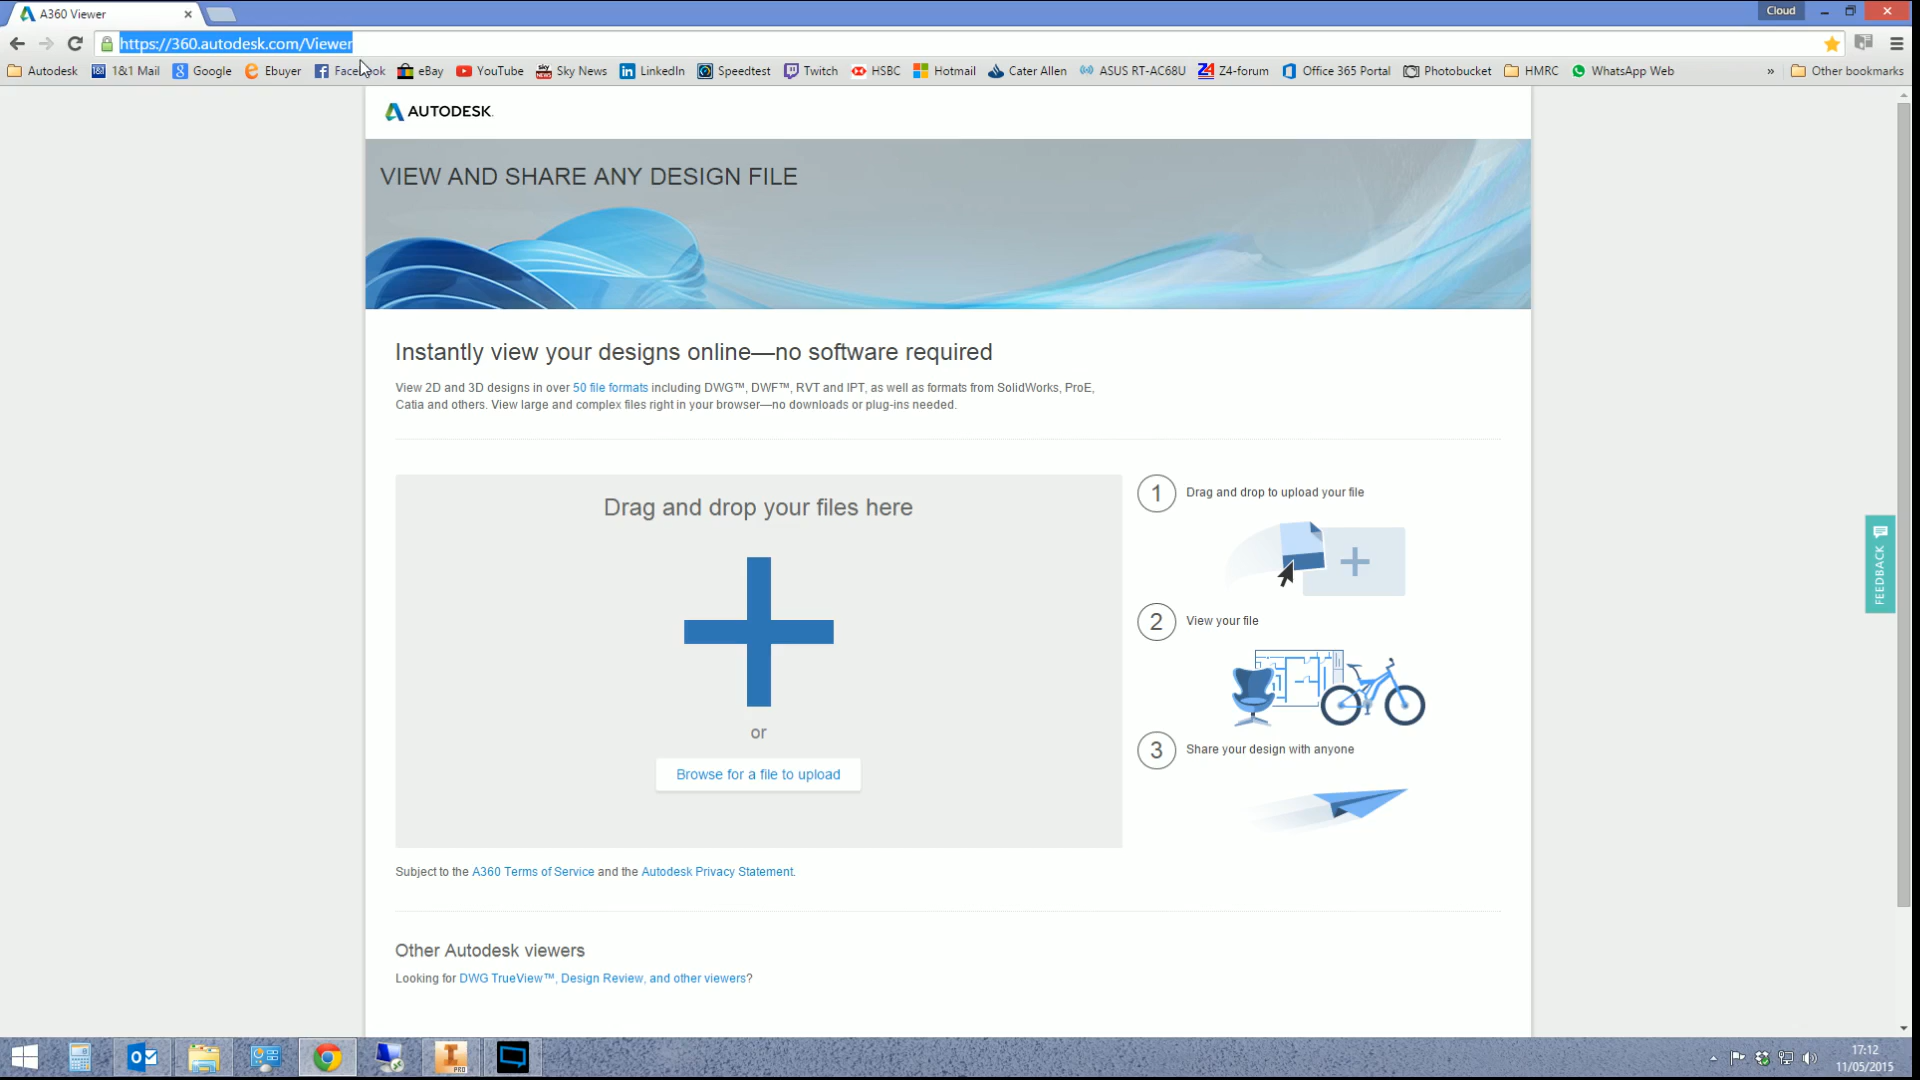 A360 Viewer
Cloud
https://360.autodesk.com/Viewer
Autodesk 1&1 Mail Google Ebuyer Facebook eBay YouTube Sky News LinkedIn Speedtest Twitch HSBC Hotmail Cater Allen ASUS RT-AC68U Z4-forum Office 365 Portal Photobucket HMRC WhatsApp Web » Other bookmarks
AUTODESK.
VIEW AND SHARE ANY DESIGN FILE
Instantly view your designs online—no software required
View 2D and 3D designs in over 50 file formats including DWG™, DWF™, RVT and IPT, as well as formats from SolidWorks, ProE,
Catia and others. View large and complex files right in your browser—no downloads or plug-ins needed.
Drag and drop your files here
or
Browse for a file to upload
1 Drag and drop to upload your file
2 View your file
3 Share your design with anyone
FEEDBACK
Subject to the A360 Terms of Service and the Autodesk Privacy Statement.
Other Autodesk viewers
Looking for DWG TrueView™, Design Review, and other viewers?
17:12
11/05/2015